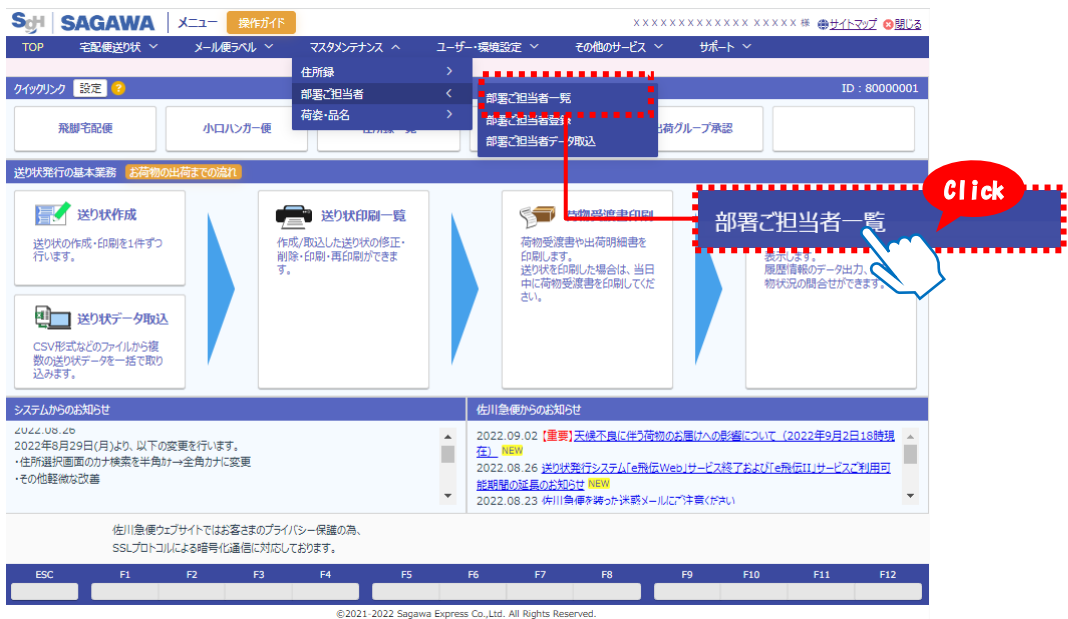 SgH SAGAWA メニュー 操作ガイド XXXXXXXXXXXXXX XXXXX 様 サイトマップ 閉じる
TOP 宅配便送り状 メール便ラベル マスタメンテナンス ユーザー・環境設定 その他のサービス サポート
住所録
クイックリンク 設定 ? 部署ご担当者 部署ご担当者一覧 ID : 80000001
荷姿・品名 部署ご担当者登録
飛脚宅配便 小口ハンガー便 出荷グループ承認
部署ご担当者データ取込
送り状発行の基本業務 お荷物の出荷までの流れ
Click
部署ご担当者一覧
送り状作成
送り状の作成・印刷を1件ずつ
行います。
送り状データ取込
CSV形式などのファイルから複
数の送り状データを一括で取り
込みます。
送り状印刷一覧
作成/取込した送り状の修正・
削除・印刷・再印刷ができま
す。
荷物受渡書印刷
荷物受渡書や出荷明細書を
印刷します。
送り状を印刷した場合は、当日
中に荷物受渡書を印刷してくだ
さい。
表示します。
履歴情報のデータ出力、
物状況の問合せができます。
システムからのお知らせ
2022.08.26
2022年8月29日(月)より、以下の変更を行います。
・住所選択画面のカナ検索を半角ｶﾅ→全角カナに変更
・その他軽微な改善
佐川急便からのお知らせ
2022.09.02 【重要】天候不良に伴う荷物のお届けへの影響について（2022年9月2日18時現
在） NEW
2022.08.26 送り状発行システム「e飛伝Web」サービス終了および「e飛伝II」サービスご利用可
能期間の延長のお知らせ NEW
2022.08.23 佐川急便を装った迷惑メールにご注意ください
佐川急便ウェブサイトではお客さまのプライバシー保護の為、
SSLプロトコルによる暗号化通信に対応しております。
ESC F1 F2 F3 F4 F5 F6 F7 F8 F9 F10 F11 F12
©2021-2022 Sagawa Express Co.,Ltd. All Rights Reserved.